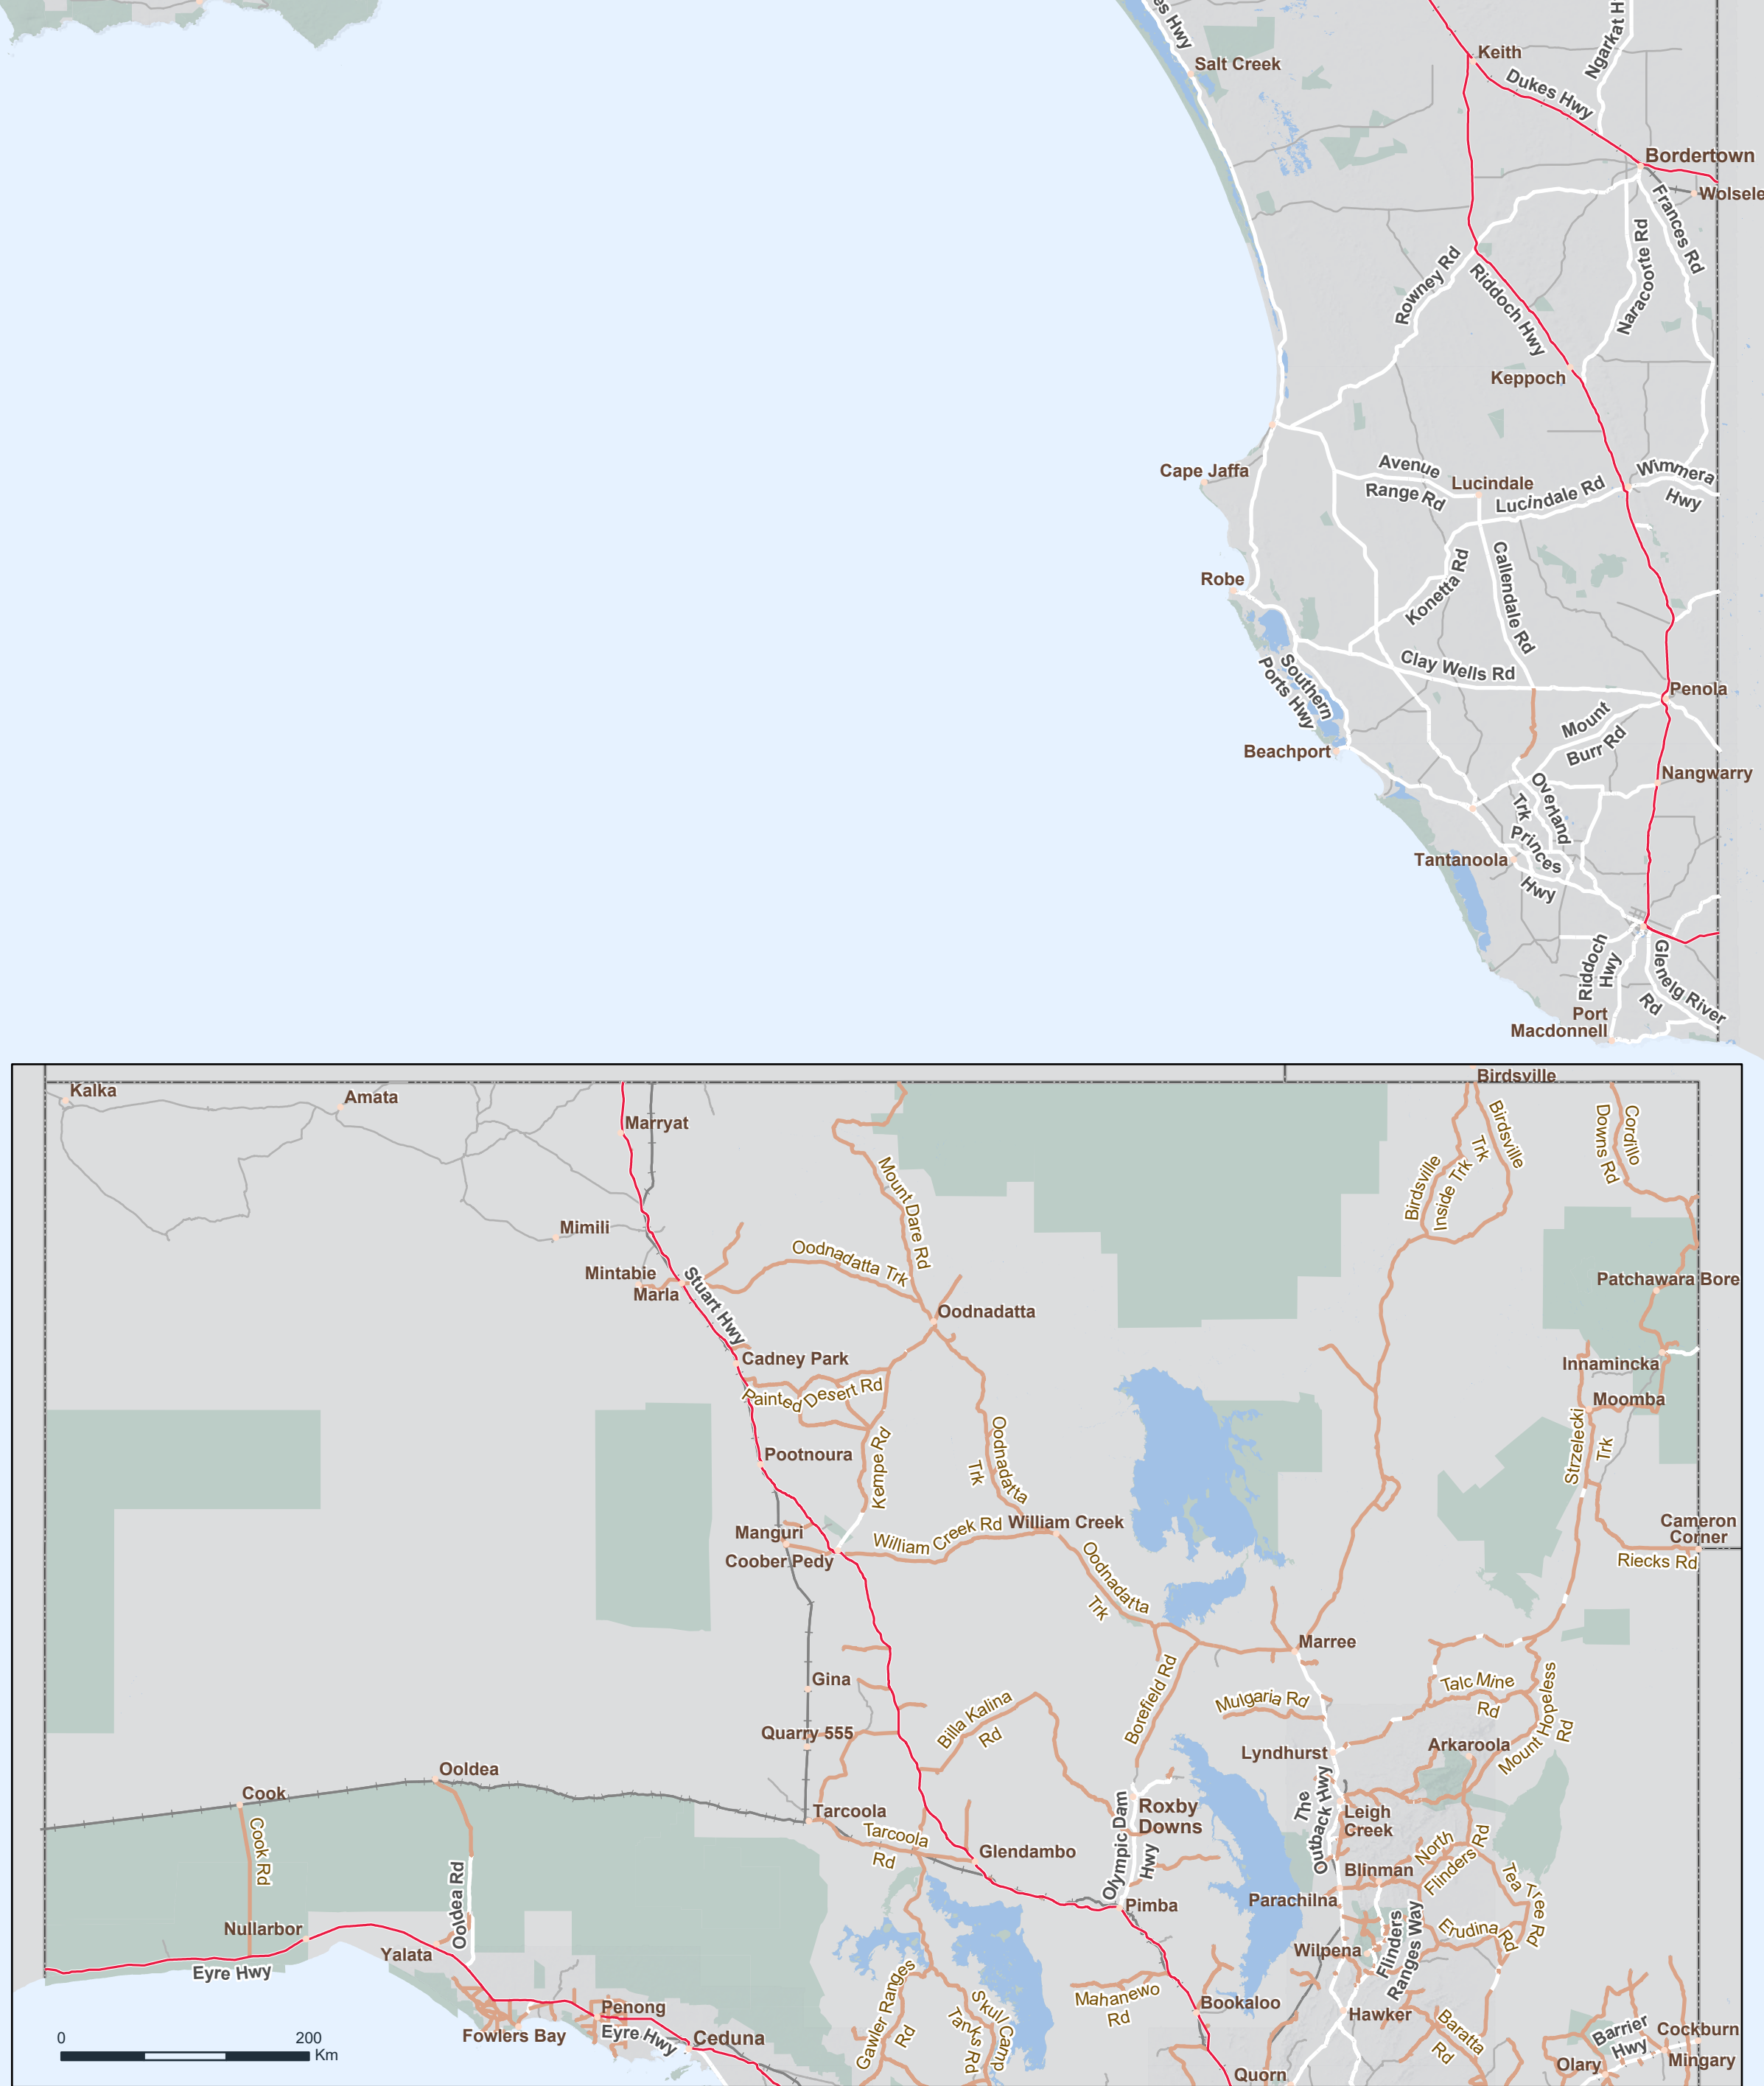 es Hwy
Salt Creek
Keith
Ngarkat H
Dukes Hwy
Bordertown
Wolsele
Frances Rd
Naracoorte Rd
Rowney Rd
Riddoch Hwy
Keppoch
Cape Jaffa
Avenue
Range Rd
Lucindale
Lucindale Rd
Wimmera
Hwy
Robe
Konetta Rd
Callendale Rd
Southern
Ports Hwy
Clay Wells Rd
Penola
Mount
Burr Rd
Beachport
Nangwarry
Overland
Trk
Princes
Hwy
Tantanoola
Riddoch
Hwy
Glenelg River
Rd
Port
Macdonnell
Kalka
Amata
Marryat
Birdsville
Birdsville
Trk
Cordillo
Downs Rd
Birdsville
Inside Trk
Mount Dare Rd
Mimili
Mintabie
Marla
Stuart Hwy
Oodnadatta Trk
Oodnadatta
Patchawara Bore
Cadney Park
Painted Desert Rd
Innamincka
Moomba
Pootnoura
Kempe Rd
Oodnadatta
Trk
Strzelecki
Trk
Manguri
Coober Pedy
William Creek Rd
William Creek
Cameron
Corner
Riecks Rd
Oodnadatta
Trk
Marree
Gina
Quarry 555
Billa Kalina
Rd
Borefield Rd
Mulgaria Rd
Talc Mine
Rd
Mount Hopeless
Rd
Lyndhurst
Arkaroola
Cook
Ooldea
Cook Rd
Ooldea Rd
Tarcoola
Tarcoola
Rd
Glendambo
Olympic Dam
Hwy
Roxby
Downs
The
Outback Hwy
Leigh
Creek
North
Flinders Rd
Blinman
Tea Tree Rd
Parachilna
Pimba
Nullarbor
Yalata
Eyre Hwy
Wilpena
Flinders
Ranges Way
Erudina Rd
Gawler Ranges
Rd
Skull Camp
Tanks Rd
Mahanewo
Rd
Bookaloo
Hawker
Baratta
Rd
Penong
Fowlers Bay
Eyre Hwy
Ceduna
Barrier
Hwy
Cockburn
Mingary
Olary
Quorn
0 200
Km